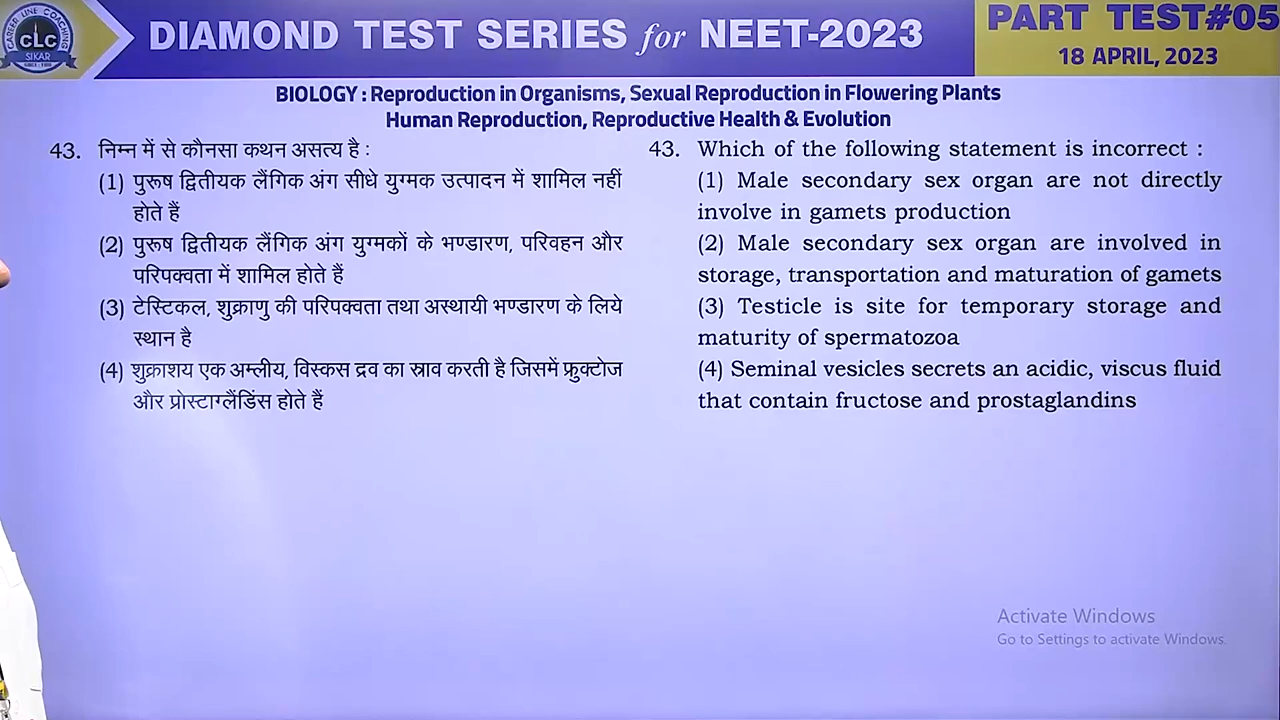 CAREER LINE COACHING
CLC
SIKAR
DIAMOND TEST SERIES for NEET-2023
PART TEST#05
18 APRIL, 2023
BIOLOGY : Reproduction in Organisms, Sexual Reproduction in Flowering Plants
Human Reproduction, Reproductive Health & Evolution
43. निम्न में से कौनसा कथन असत्य है :
(1) पुरूष द्वितीयक लैंगिक अंग सीधे युग्मक उत्पादन में शामिल नहीं
होते हैं
(2) पुरूष द्वितीयक लैंगिक अंग युग्मकों के भण्डारण, परिवहन और
परिपक्वता में शामिल होते हैं
(3) टेस्टिकल, शुक्राणु की परिपक्वता तथा अस्थायी भण्डारण के लिये
स्थान है
(4) शुक्राशय एक अम्लीय, विस्कस द्रव का स्राव करती है जिसमें फ्रुक्टोज
और प्रोस्टाग्लैंडिंस होते हैं
43. Which of the following statement is incorrect :
(1) Male secondary sex organ are not directly
involve in gamets production
(2) Male secondary sex organ are involved in
storage, transportation and maturation of gamets
(3) Testicle is site for temporary storage and
maturity of spermatozoa
(4) Seminal vesicles secrets an acidic, viscus fluid
that contain fructose and prostaglandins
Activate Windows
Go to Settings to activate Windows.